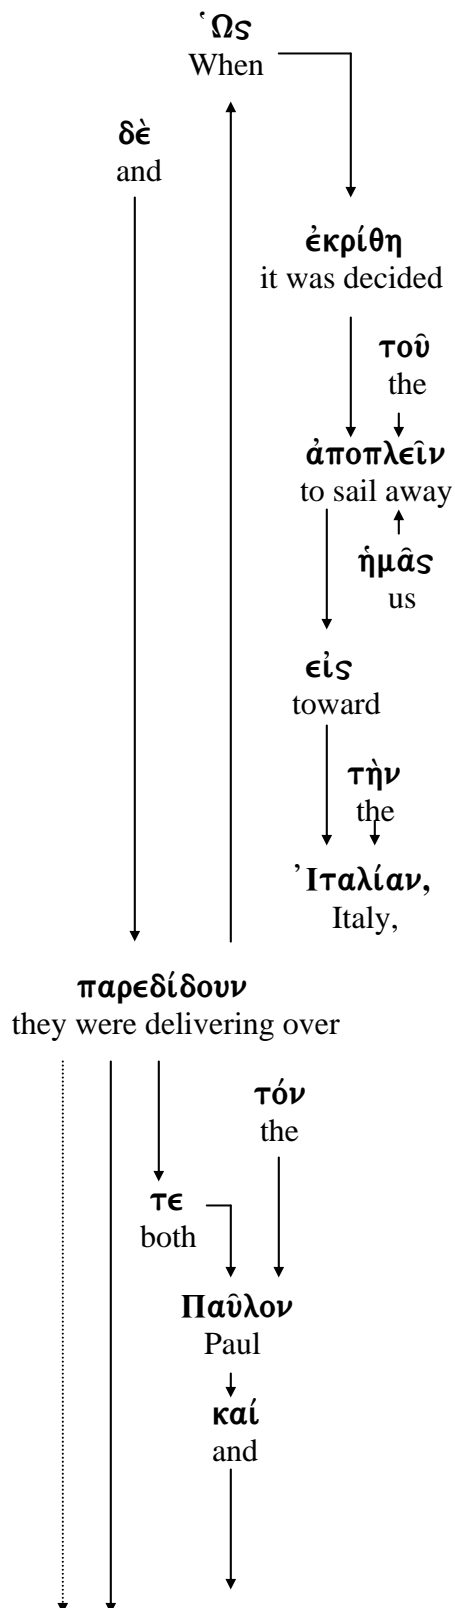 Ὡς
When
δὲ
and
ἐκρίθη
it was decided
τοῦ
the
ἀποπλεῖν
to sail away
ἡμᾶς
us
εἰς
toward
τὴν
the
Ἰταλίαν,
Italy,
παρεδίδουν
they were delivering over
τόν
the
τε
both
Παῦλον
Paul
καί
and